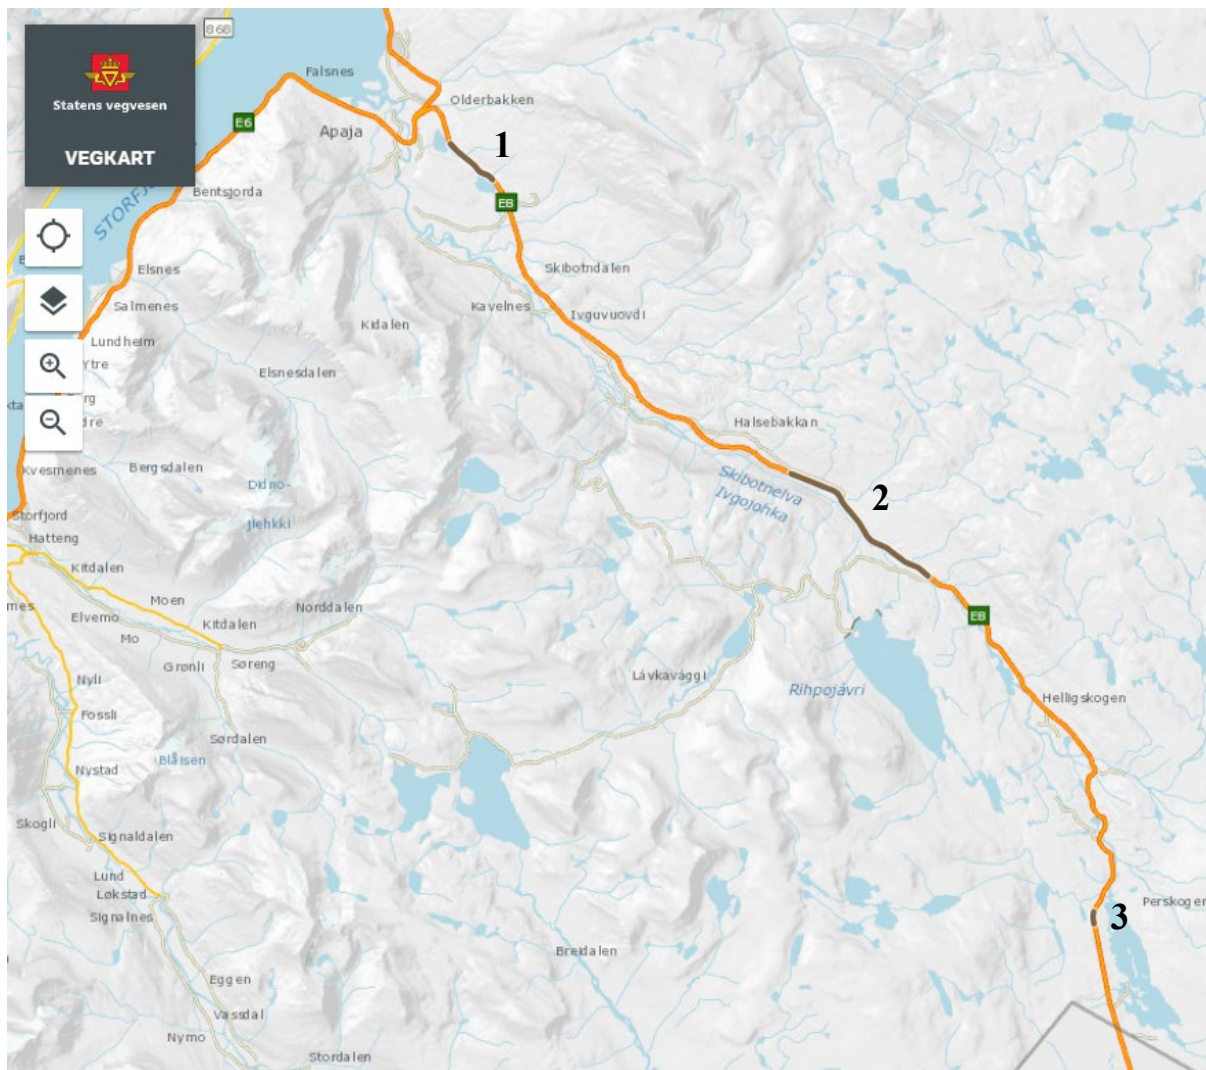 868
Statens vegvesen
VEGKART
Falsnes
Olderbakken
E6
Apaja
1
Bentsjorda
E8
Elsnes
Skibotndalen
Salmenes
Kavelnes
Ivguvuovdi
Kidalen
Lundheim
Ytre
Elsnesdalen
Halsebakkan
Kvesmenes
Bergsdalen
Skibotnelva
Ivgojohka
2
Didno-
jiehkki
Storfjord
Hatteng
Kitdalen
Moen
Norddalen
E8
Elvemo
Kitdalen
Mo
Grønli
Søreng
Nyli
Lávkavággi
Rihpojávri
Helligskogen
Fossli
Sørdalen
Blåisen
Nystad
Skogli
Signaldalen
Lund
Løkstad
Signalnes
Perskogen
3
Breidalen
Eggen
Vassdal
Nymo
Stordalen